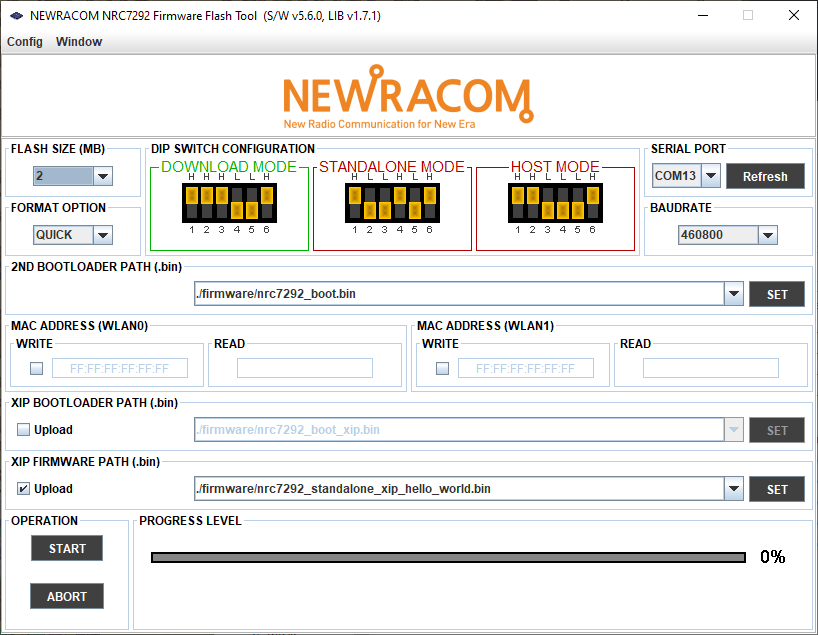 NEWRACOM NRC7292 Firmware Flash Tool (S/W v5.6.0, LIB v1.7.1)
Config Window
NEWRACOM
New Radio Communication for New Era
FLASH SIZE (MB)
2
FORMAT OPTION
QUICK
DIP SWITCH CONFIGURATION
DOWNLOAD MODE
H H H L L H
1 2 3 4 5 6
STANDALONE MODE
H L L H L H
1 2 3 4 5 6
HOST MODE
H H L L L H
1 2 3 4 5 6
SERIAL PORT
COM13 Refresh
BAUDRATE
460800
2ND BOOTLOADER PATH (.bin)
./firmware/nrc7292_boot.bin SET
MAC ADDRESS (WLAN0)
WRITE READ
FF:FF:FF:FF:FF:FF
MAC ADDRESS (WLAN1)
WRITE READ
FF:FF:FF:FF:FF:FF
XIP BOOTLOADER PATH (.bin)
Upload ./firmware/nrc7292_boot_xip.bin SET
XIP FIRMWARE PATH (.bin)
Upload ./firmware/nrc7292_standalone_xip_hello_world.bin SET
OPERATION
START
ABORT
PROGRESS LEVEL
0%